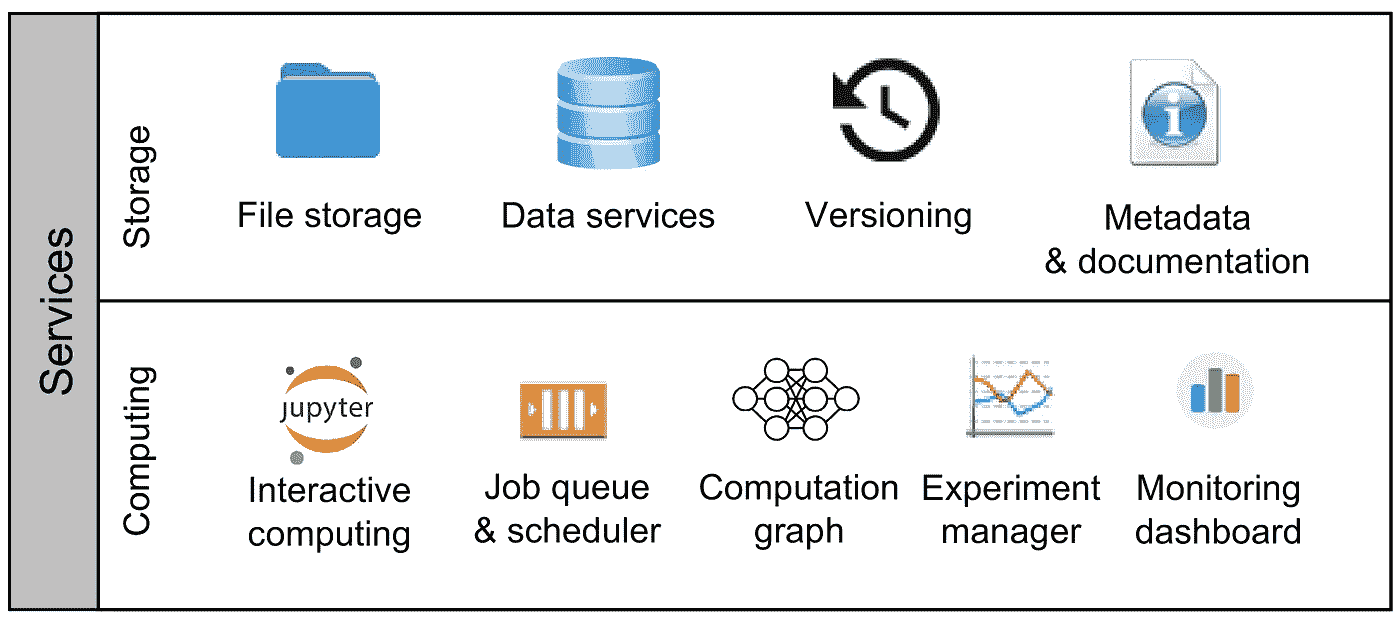 Services
Storage
File storage
Data services
Versioning
Metadata
& documentation
Computing
jupyter
Interactive
computing
Job queue
& scheduler
Computation
graph
Experiment
manager
Monitoring
dashboard